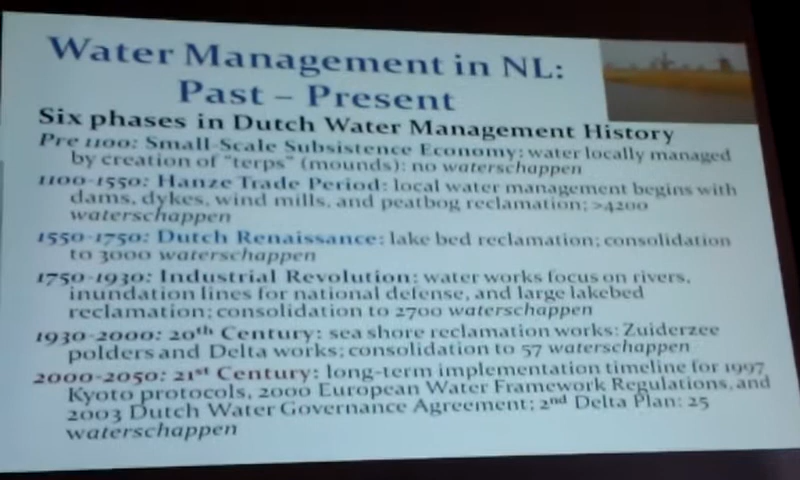 Water Management in NL:
Past – Present
Six phases in Dutch Water Management History
Pre 1100: Small-Scale Subsistence Economy: water locally managed
by creation of "terps" (mounds): no waterschappen
1100-1550: Hanze Trade Period: local water management begins with
dams, dykes, wind mills, and peatbog reclamation; >4200
waterschappen
1550-1750: Dutch Renaissance: lake bed reclamation; consolidation
to 3000 waterschappen
1750-1930: Industrial Revolution: water works focus on rivers,
inundation lines for national defense, and large lakebed
reclamation; consolidation to 2700 waterschappen
1930-2000: 20th Century: sea shore reclamation works: Zuiderzee
polders and Delta works; consolidation to 57 waterschappen
2000-2050: 21st Century: long-term implementation timeline for 1997
Kyoto protocols, 2000 European Water Framework Regulations, and
2003 Dutch Water Governance Agreement; 2nd Delta Plan: 25
waterschappen